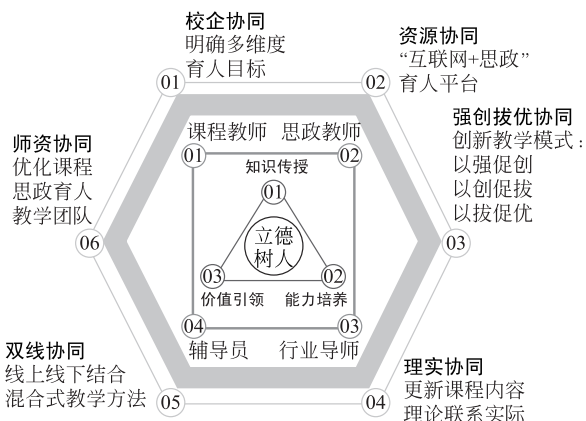 校企协同
明确多维度
育人目标
01
资源协同
“互联网+思政”
育人平台
02
强创拔优协同
创新教学模式：
以强促创
以创促拔
以拔促优
03
理实协同
更新课程内容
理论联系实际
04
双线协同
线上线下结合
混合式教学方法
05
师资协同
优化课程
思政育人
教学团队
06
课程教师
01
思政教师
02
行业导师
03
辅导员
04
知识传授
01
能力培养
02
价值引领
03
立德
树人